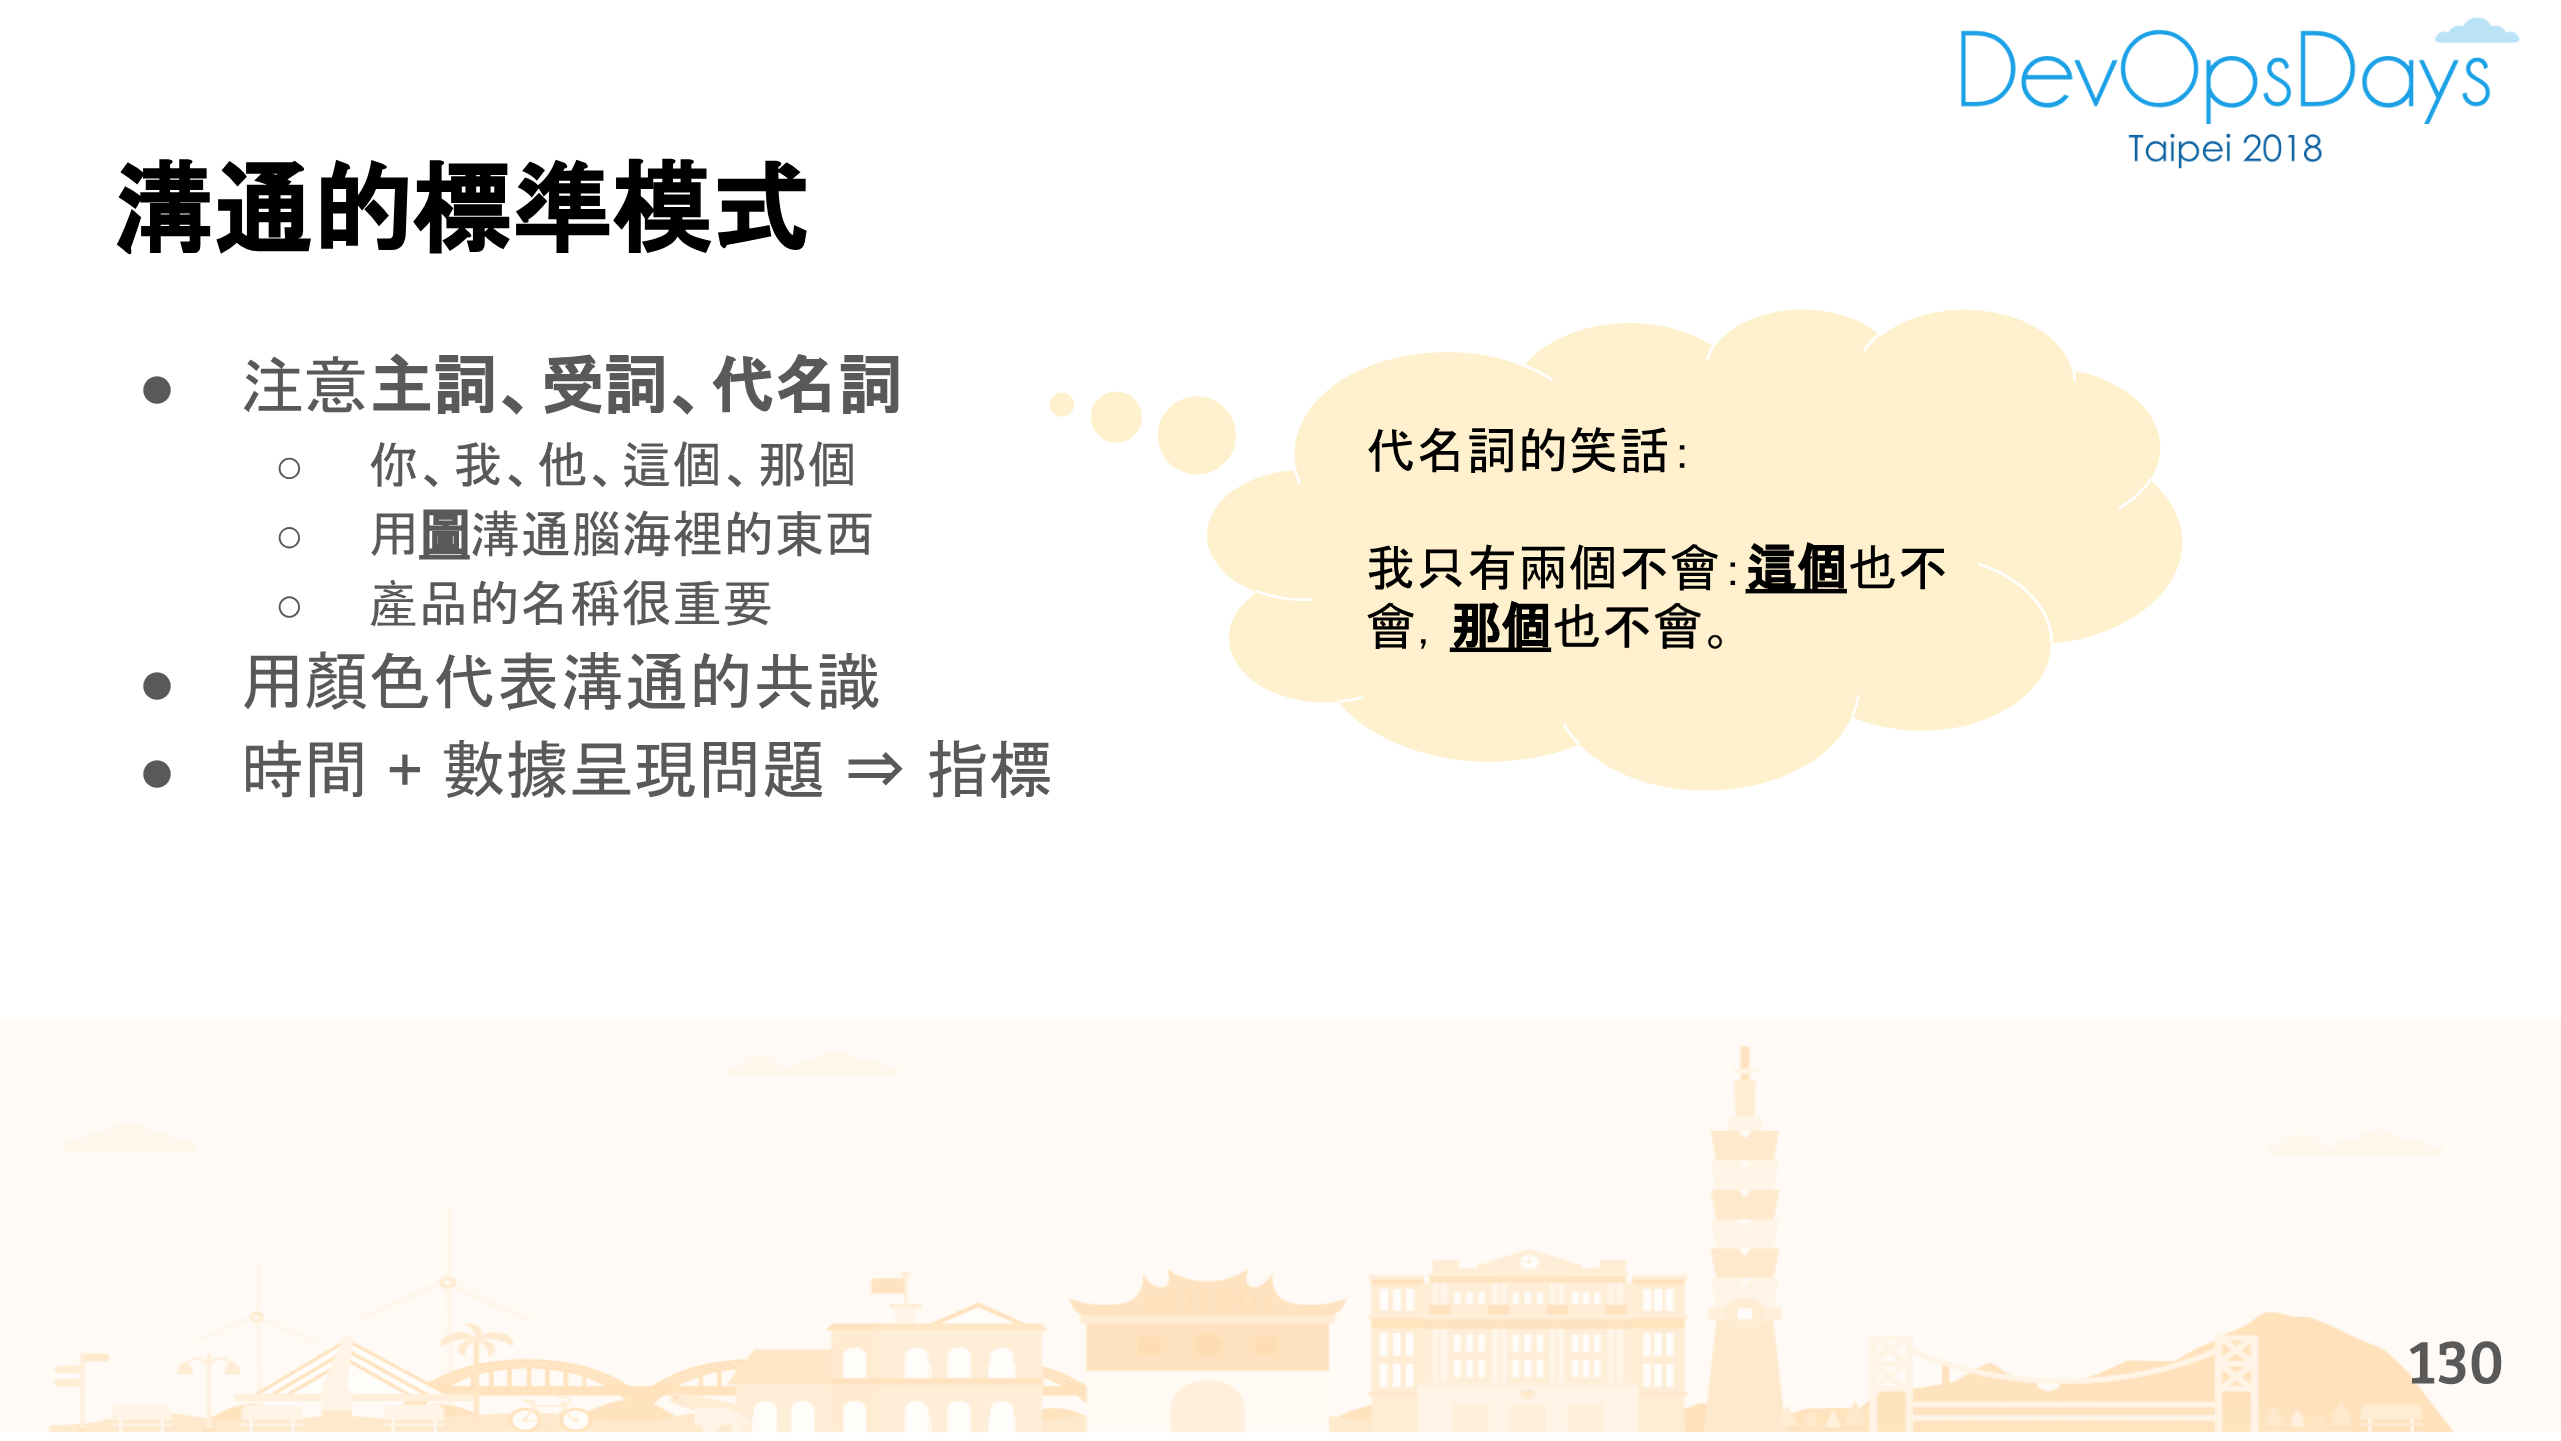 DevOpsDays
Taipei 2018
溝通的標準模式
● 注意主詞、受詞、代名詞
○ 你、我、他、這個、那個
○ 用圖溝通腦海裡的東西
○ 產品的名稱很重要
● 用顏色代表溝通的共識
● 時間 + 數據呈現問題 ⇒ 指標
代名詞的笑話：
我只有兩個不會：這個也不
會，那個也不會。
130